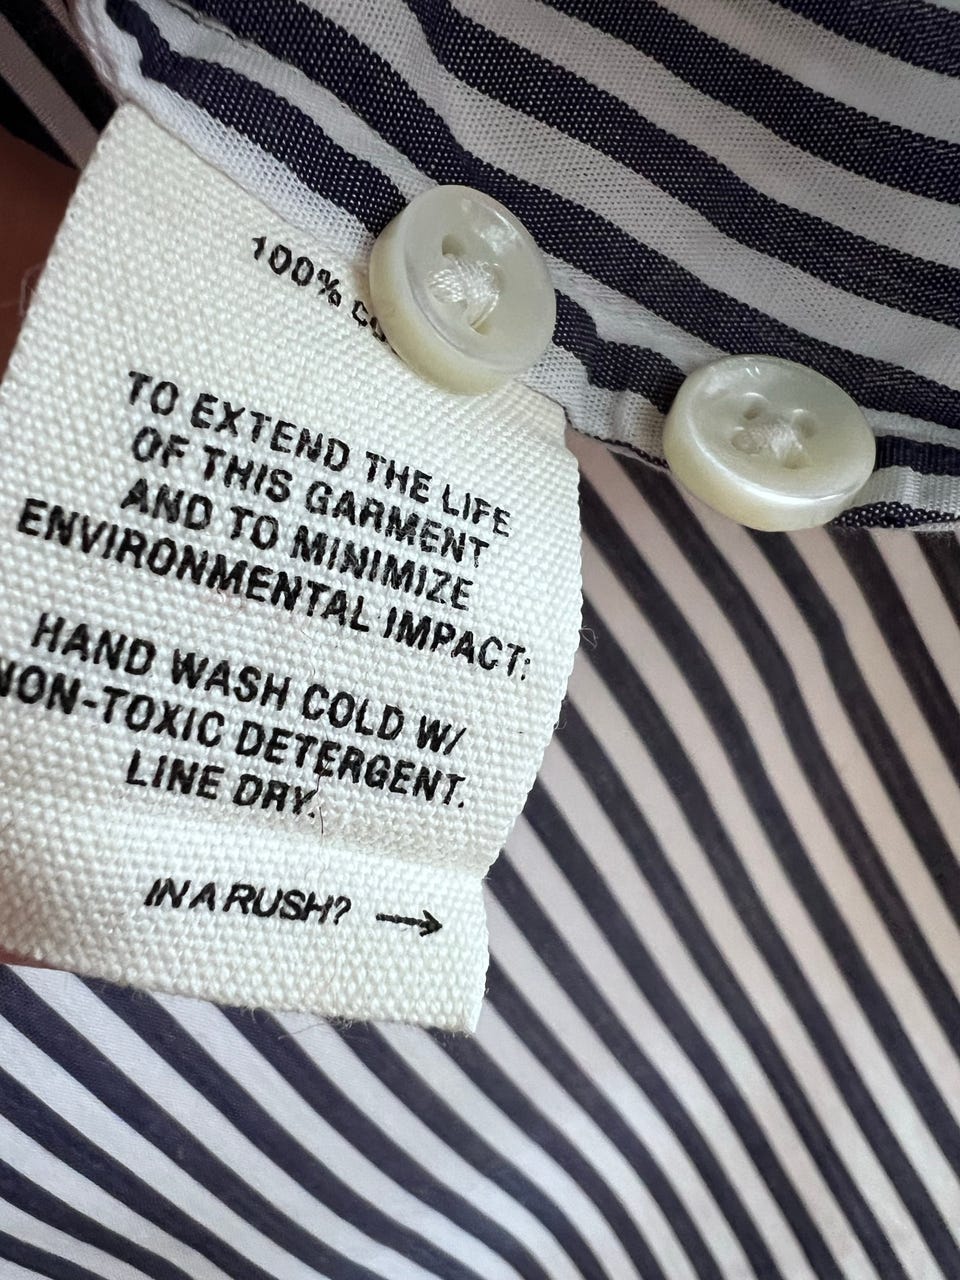 100%
TO EXTEND THE LIFE
OF THIS GARMENT
AND TO MINIMIZE
ENVIRONMENTAL IMPACT:
HAND WASH COLD W/
NON-TOXIC DETERGENT.
LINE DRY.
IN A RUSH? →